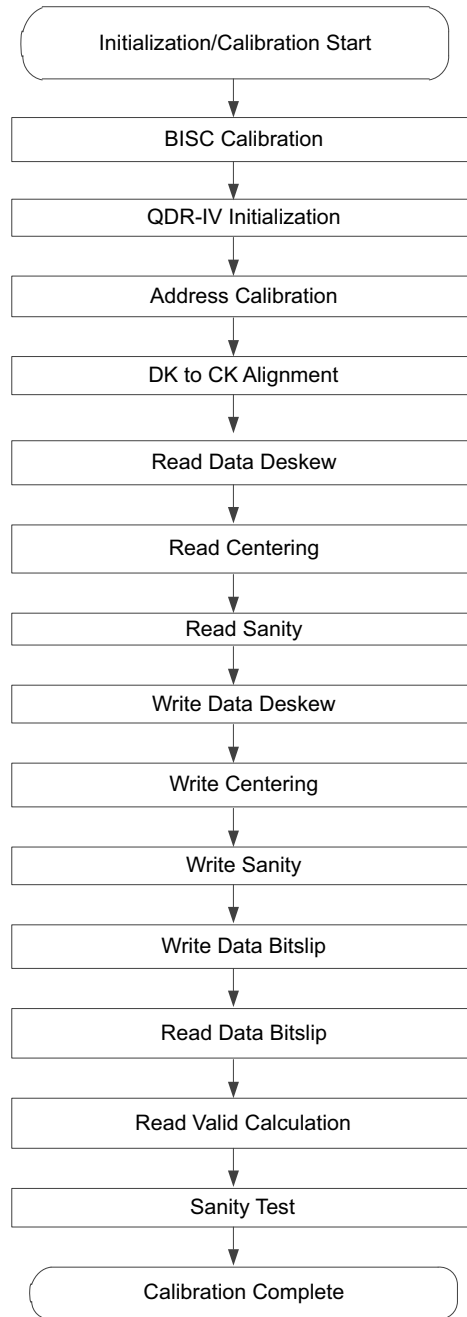 Initialization/Calibration Start
BISC Calibration
QDR-IV Initialization
Address Calibration
DK to CK Alignment
Read Data Deskew
Read Centering
Read Sanity
Write Data Deskew
Write Centering
Write Sanity
Write Data Bitslip
Read Data Bitslip
Read Valid Calculation
Sanity Test
Calibration Complete